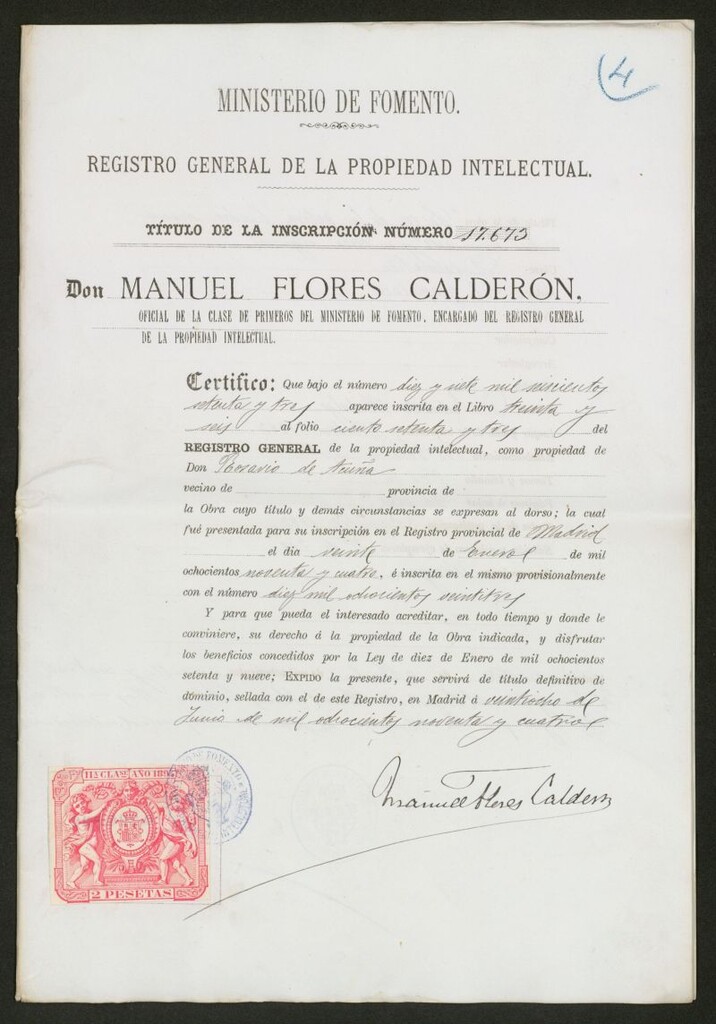 4
MINISTERIO DE FOMENTO.
REGISTRO GENERAL DE LA PROPIEDAD INTELECTUAL.
TÍTULO DE LA INSCRIPCIÓN NÚMERO 17.673
Don MANUEL FLORES CALDERÓN,
OFICIAL DE LA CLASE DE PRIMEROS DEL MINISTERIO DE FOMENTO, ENCARGADO DEL REGISTRO GENERAL
DE LA PROPIEDAD INTELECTUAL.
Certifico: Que bajo el número diez y siete mil seiscientos
setenta y tres aparece inscrita en el Libro treinta y
seis al folio ciento setenta y tres del
REGISTRO GENERAL de la propiedad intelectual, como propiedad de
Don Rosario de Acuña
vecino de provincia de
la Obra cuyo título y demás circunstancias se expresan al dorso; la cual
fué presentada para su inscripción en el Registro provincial de Madrid
el día veinte de Enero de mil
ochocientos noventa y cuatro, é inscrita en el mismo provisionalmente
con el número diez mil ochocientos veintitres
Y para que pueda el interesado acreditar, en todo tiempo y donde le
conviniere, su derecho á la propiedad de la Obra indicada, y disfrutar
los beneficios concedidos por la Ley de diez de Enero de mil ochocientos
setenta y nueve; EXPIDO la presente, que servirá de título definitivo de
dominio, sellada con el de este Registro, en Madrid á veintiocho de
Junio de mil ochocientos noventa y cuatro
Manuel Flores Calderon
11ª CLASE AÑO 189
2 PESETAS
DE FOMENTO